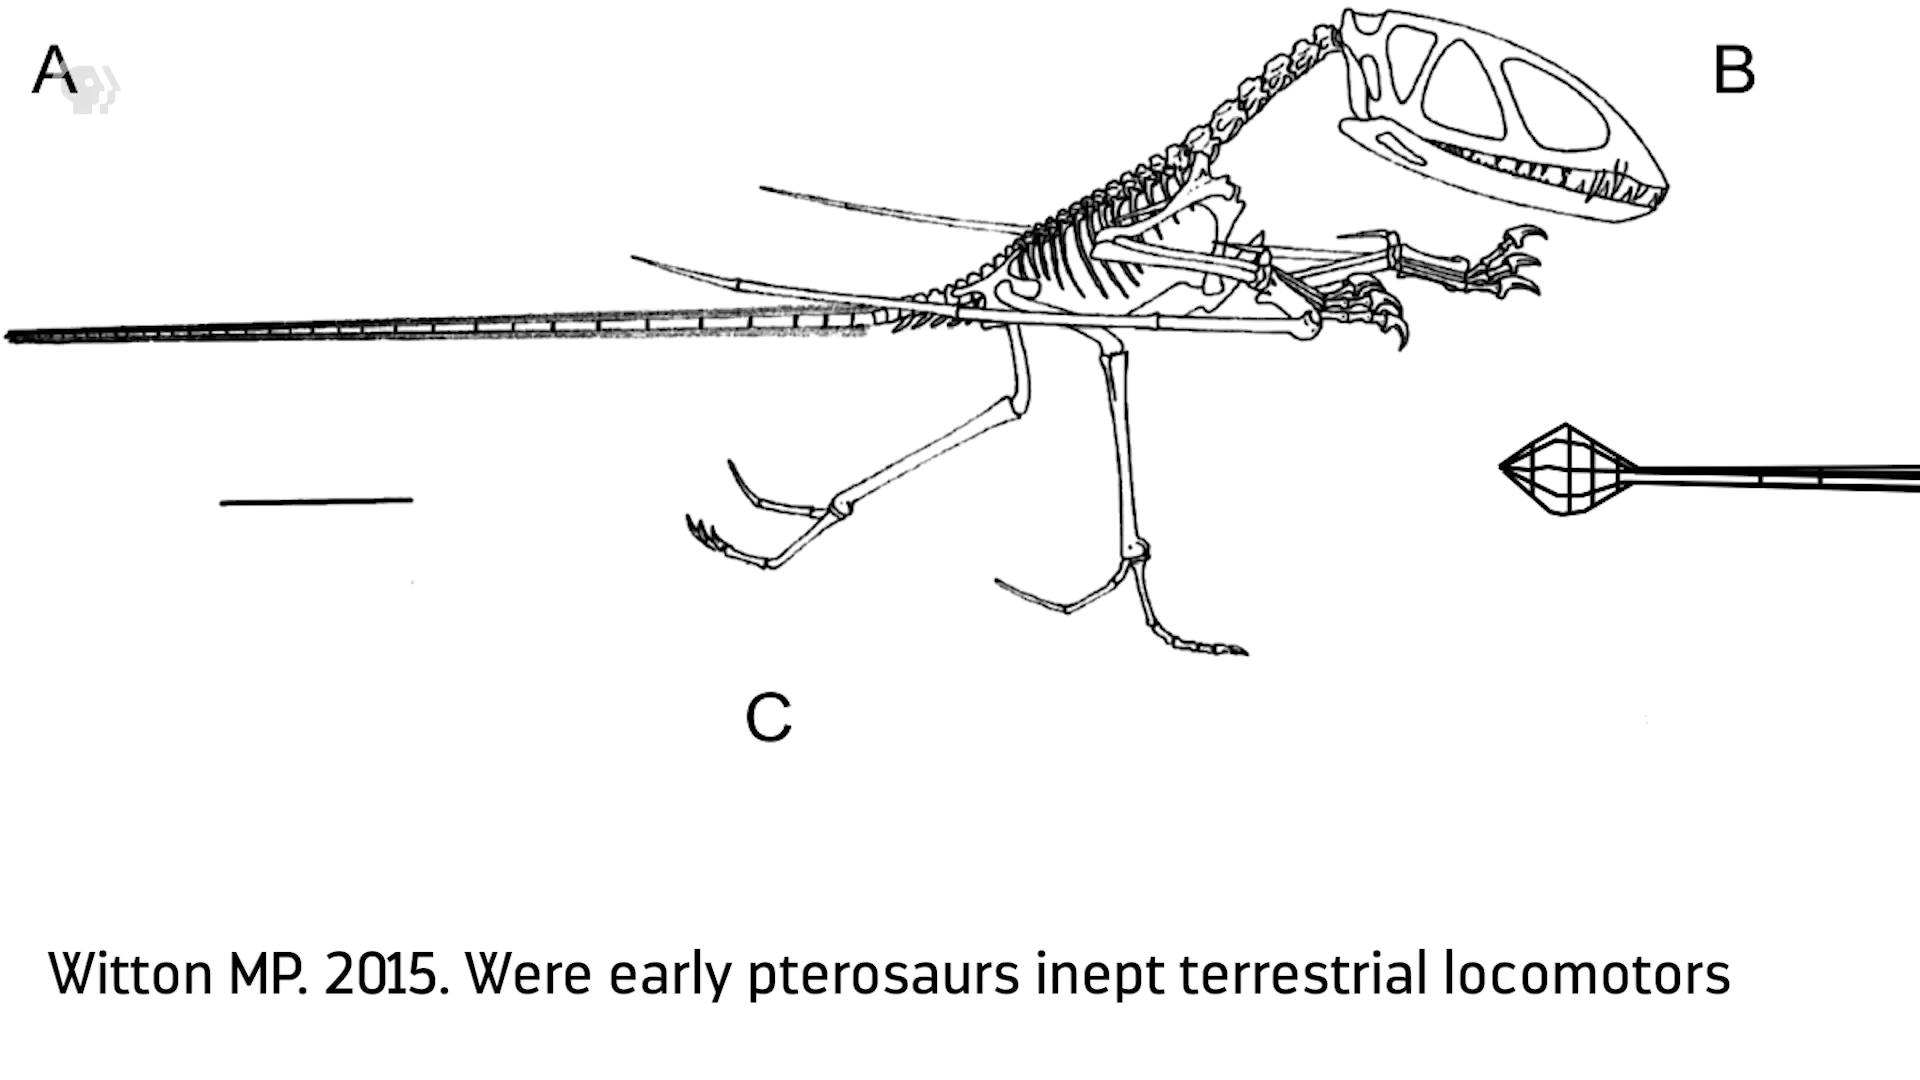 A
B
C
Witton MP. 2015. Were early pterosaurs inept terrestrial locomotors